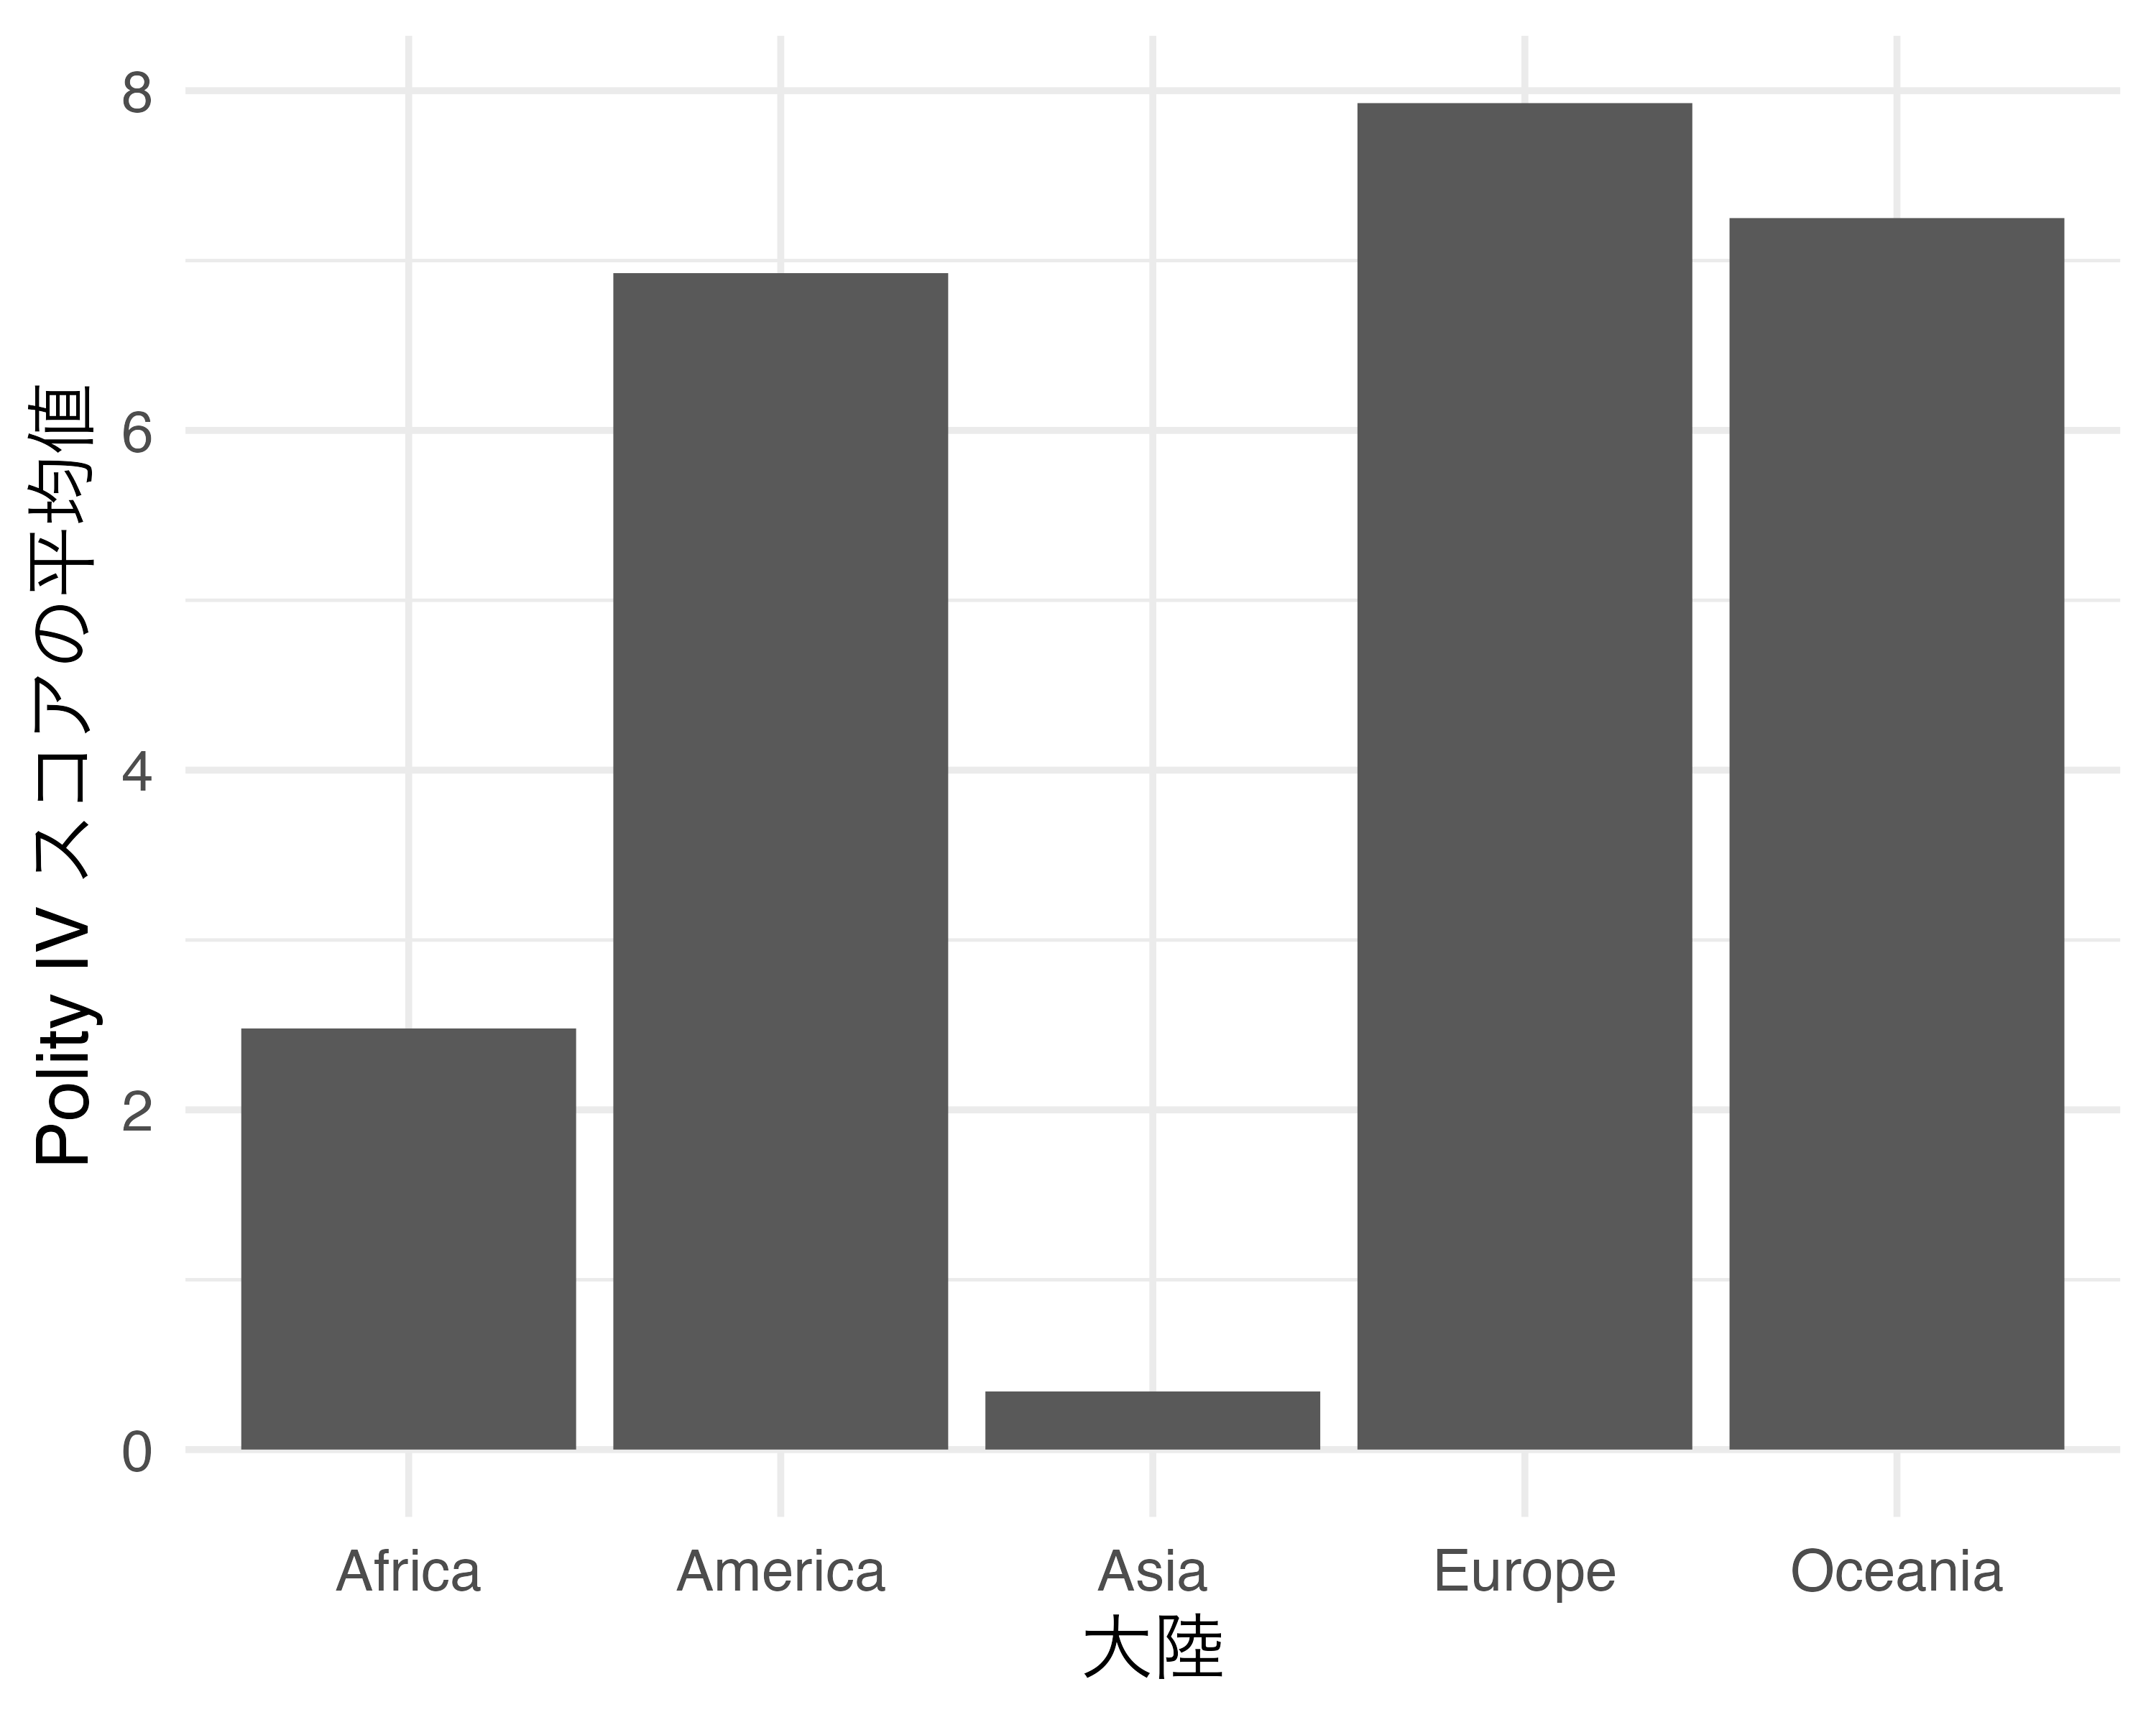 Polity IV スコアの平均値
8
6
4
2
0
Africa America Asia Europe Oceania
大陸